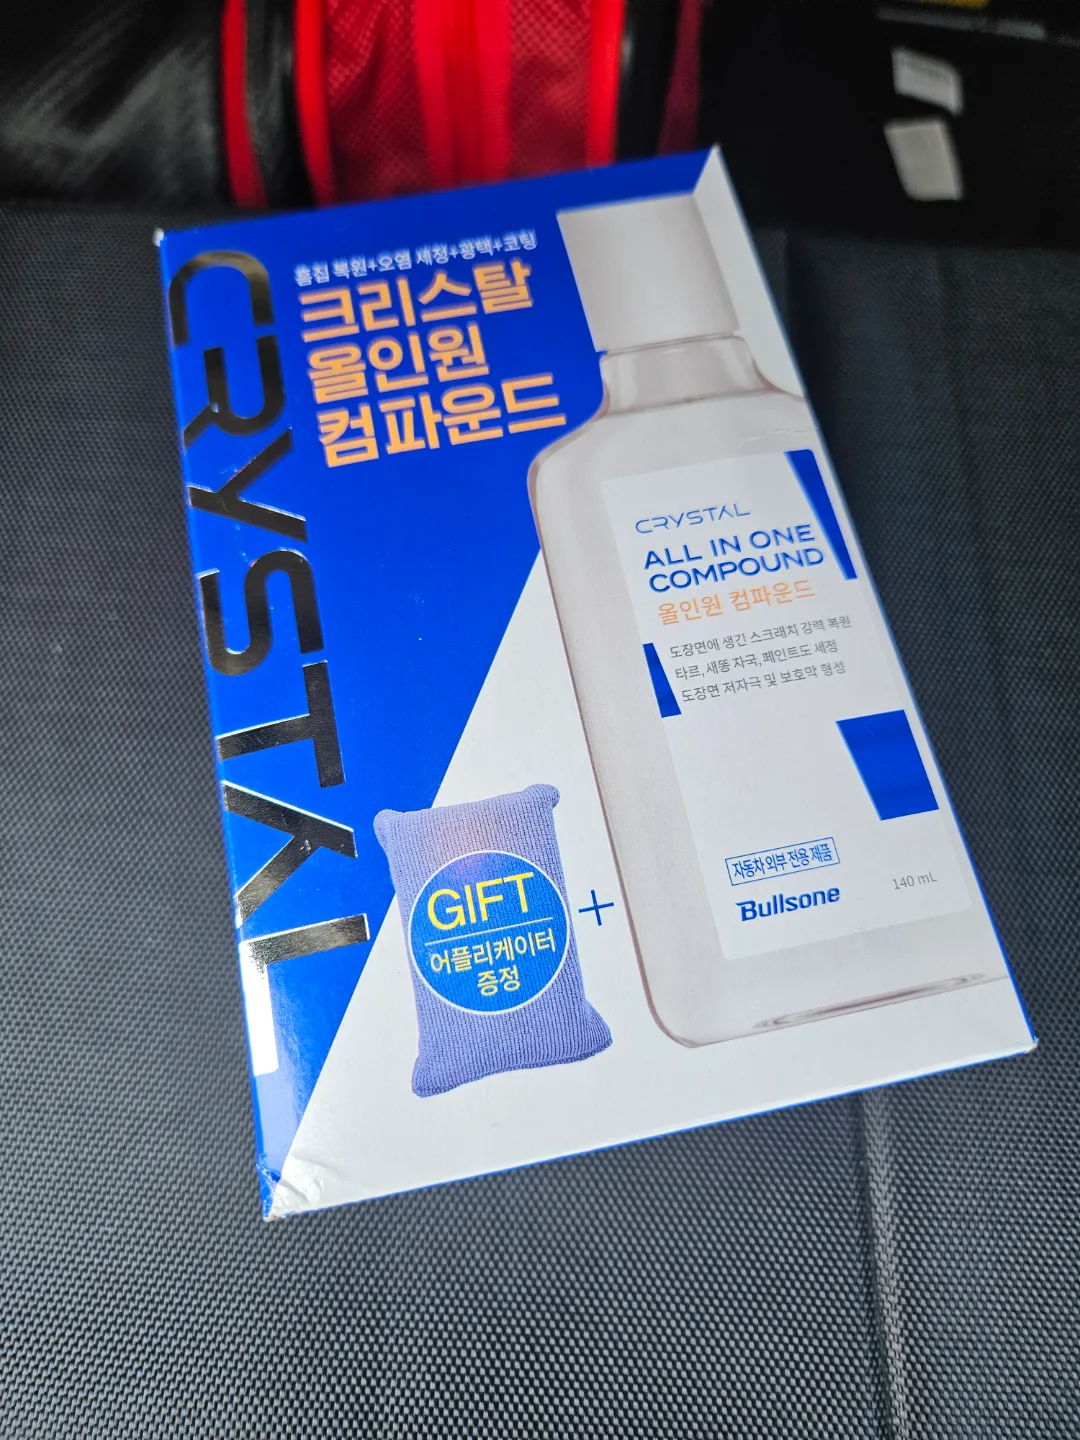 CRYSTAL
흠집 복원+오염 세정+광택+코팅
크리스탈
올인원
컴파운드
CRYSTAL
ALL IN ONE
COMPOUND
올인원 컴파운드
도장면에 생긴 스크래치 강력 복원
타르, 새똥 자국, 페인트도 세정
도장면 저자극 및 보호막 형성
자동차 외부 전용 제품
Bullsone
140 mL
GIFT
어플리케이터
증정
+